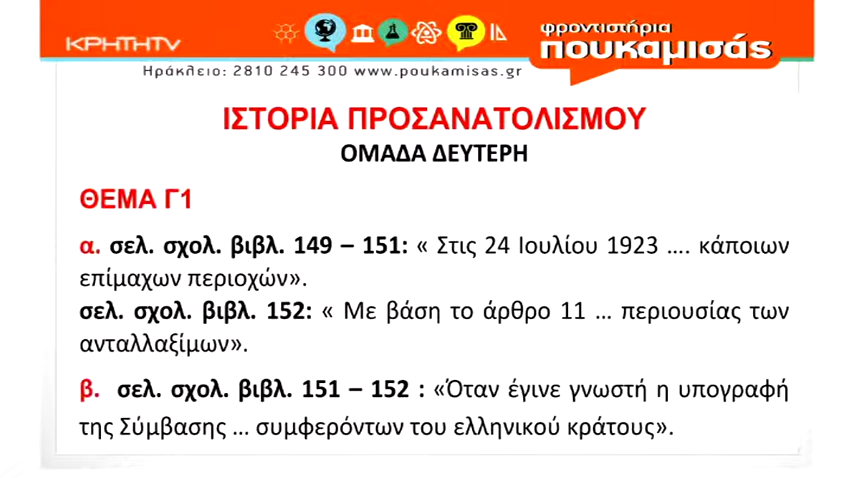 ΚΡΗΤΗTV
φροντιστήρια
πουκαμισάς
Ηράκλειο: 2810 245 300 www.poukamisas.gr
ΙΣΤΟΡΙΑ ΠΡΟΣΑΝΑΤΟΛΙΣΜΟΥ
ΟΜΑΔΑ ΔΕΥΤΕΡΗ
ΘΕΜΑ Γ1
α. σελ. σχολ. βιβλ. 149 – 151: « Στις 24 Ιουλίου 1923 …. κάποιων
επίμαχων περιοχών».
σελ. σχολ. βιβλ. 152: « Με βάση το άρθρο 11 … περιουσίας των
ανταλλαξίμων».
β. σελ. σχολ. βιβλ. 151 – 152 : «Όταν έγινε γνωστή η υπογραφή
της Σύμβασης … συμφερόντων του ελληνικού κράτους».